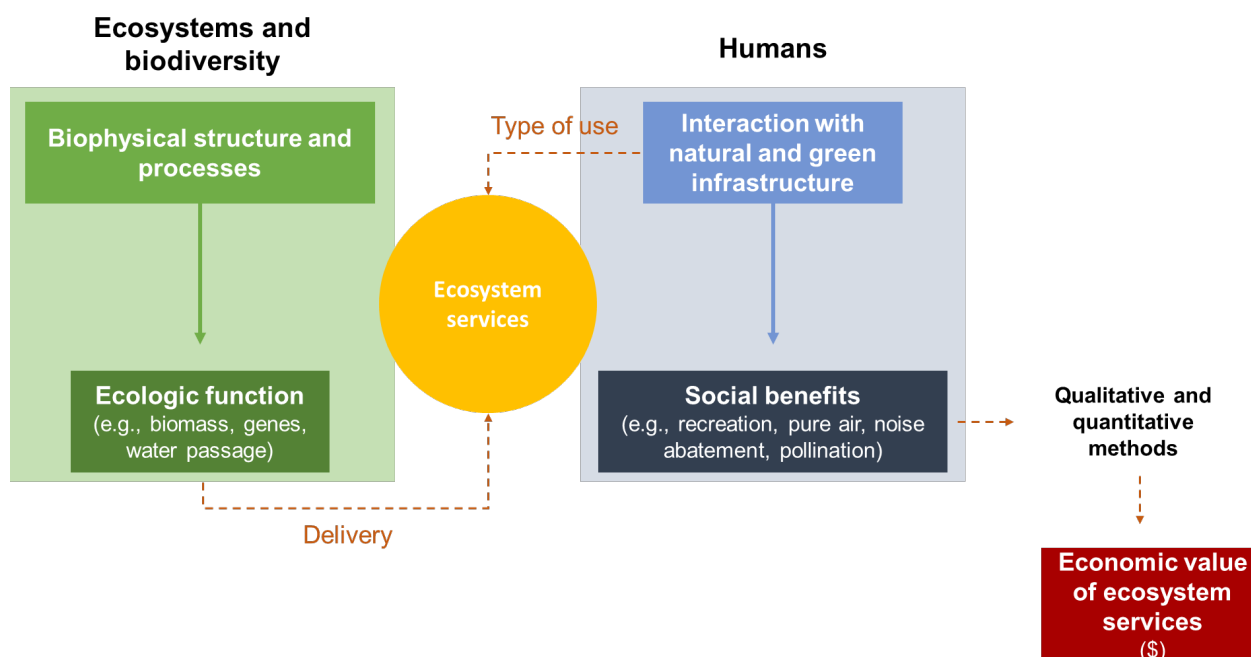 Ecosystems and
biodiversity
Humans
Biophysical structure and
processes
Type of use
Interaction with
natural and green
infrastructure
Ecosystem
services
Ecologic function
(e.g., biomass, genes,
water passage)
Social benefits
(e.g., recreation, pure air, noise
abatement, pollination)
Qualitative and
quantitative
methods
Delivery
Economic value
of ecosystem
services
($)